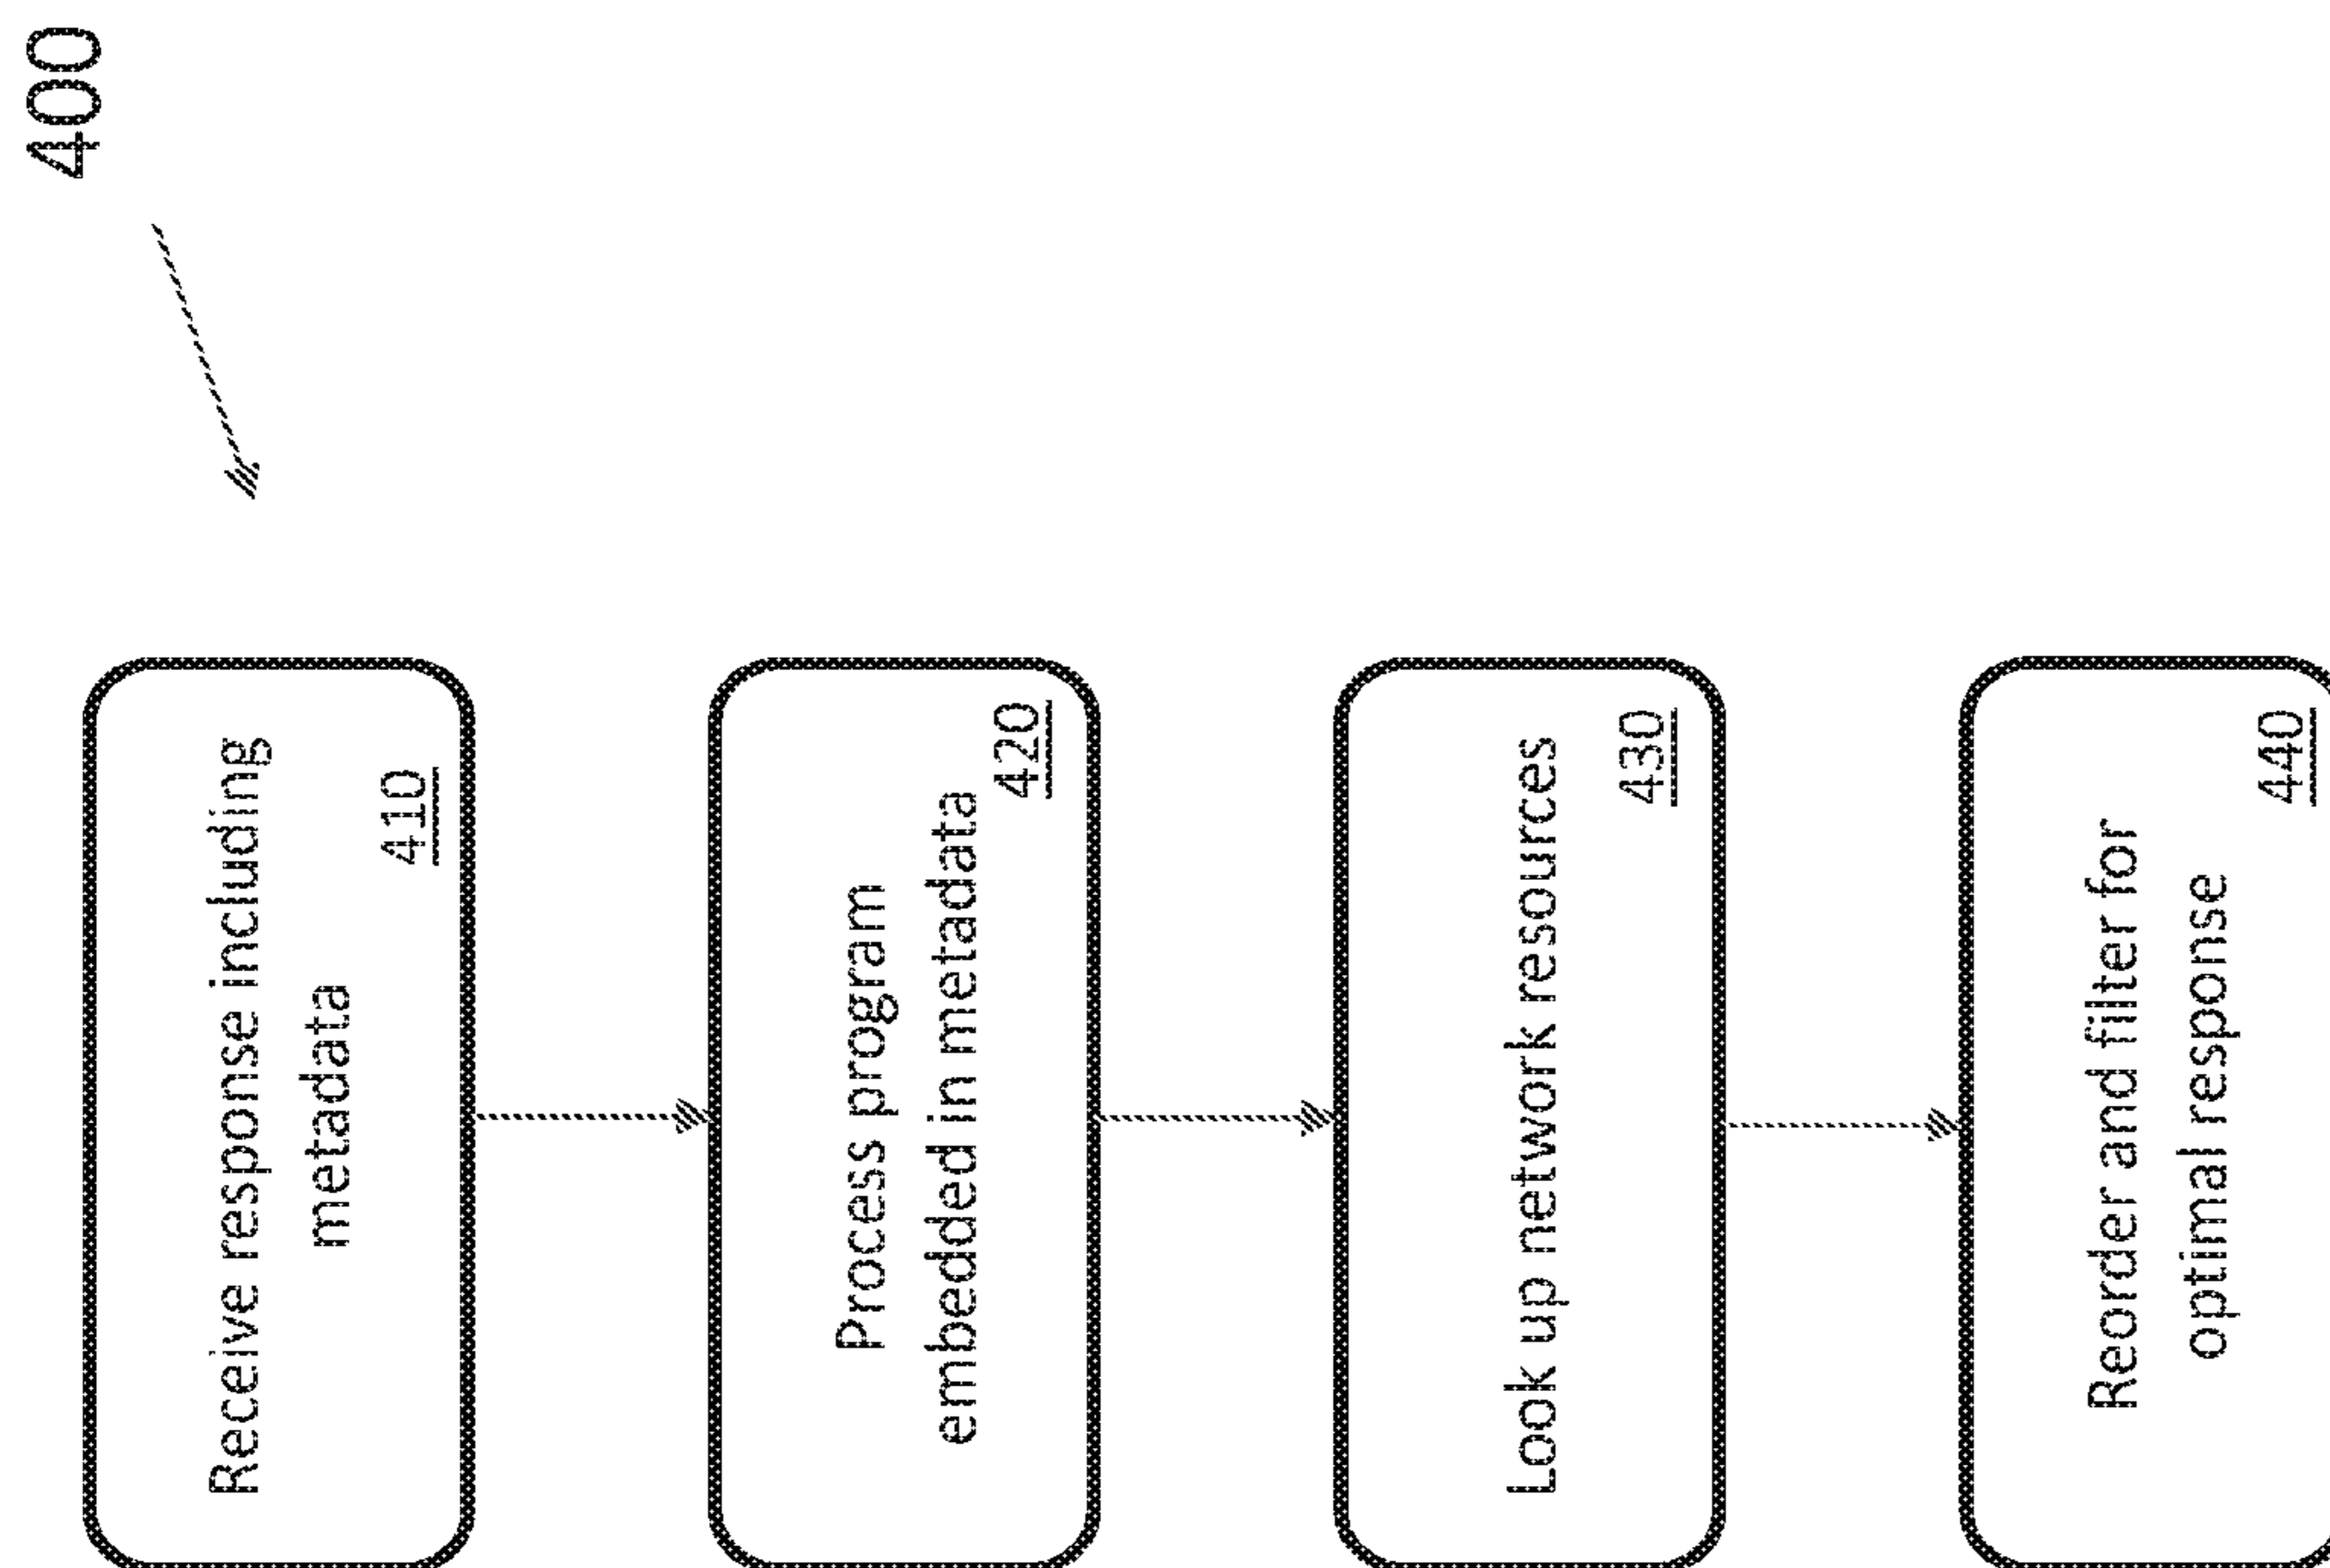 400
Receive response including
metadata
410
Process program
embedded in metadata
420
Look up network resources
430
Reorder and filter for
optimal response
440